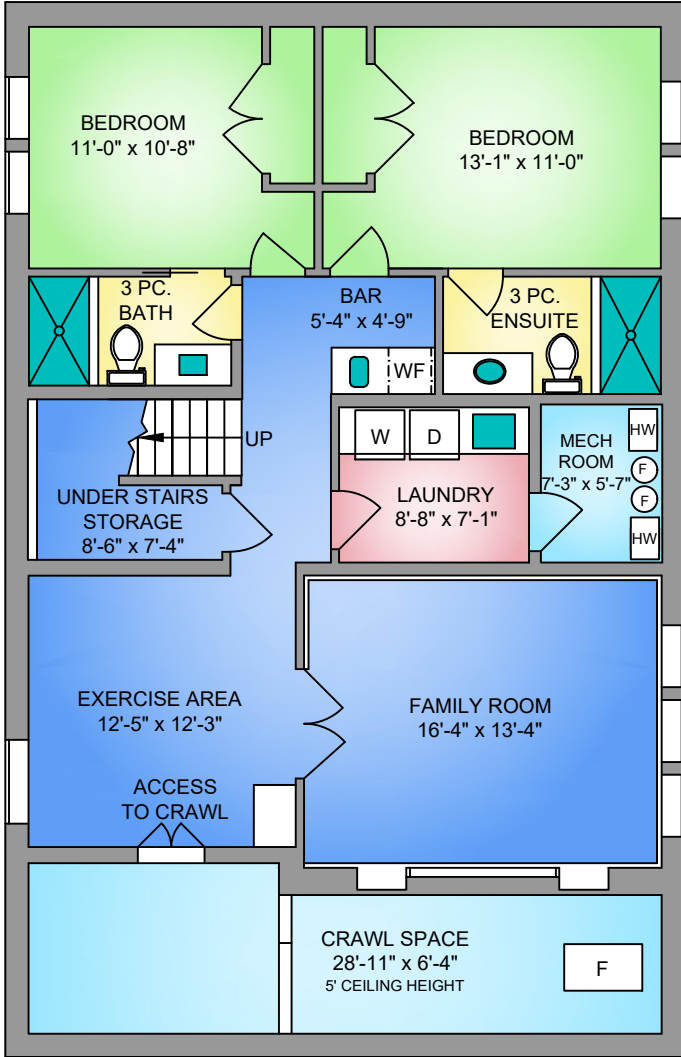 BEDROOM
11'-0" x 10'-8"
BEDROOM
13'-1" x 11'-0"
3 PC.
BATH
BAR
5'-4" x 4'-9"
3 PC.
ENSUITE
WF
UP
W
D
MECH
ROOM
7'-3" x 5'-7"
HW
F
F
HW
UNDER STAIRS
STORAGE
8'-6" x 7'-4"
LAUNDRY
8'-8" x 7'-1"
EXERCISE AREA
12'-5" x 12'-3"
FAMILY ROOM
16'-4" x 13'-4"
ACCESS
TO CRAWL
CRAWL SPACE
28'-11" x 6'-4"
5' CEILING HEIGHT
F